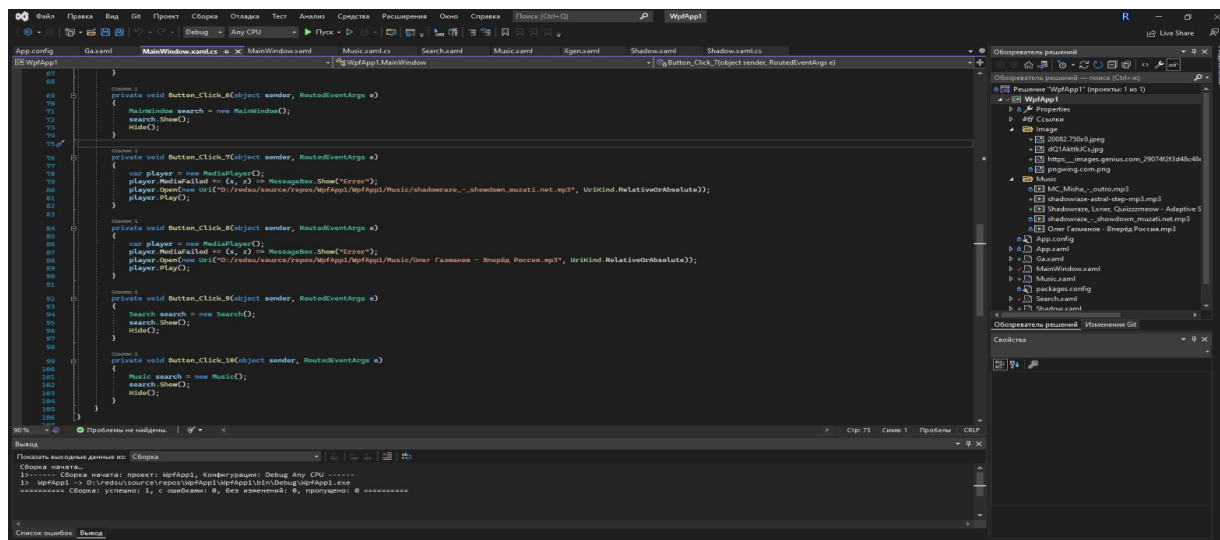 Файл Правка Вид Git Проект Сборка Отладка Тест Анализ Средства Расширения Окно Справка Поиск (Ctrl+Q) WpfApp1 R
Debug Any CPU Пуск Live Share
App.config Ga.xaml MainWindow.xaml.cs MainWindow.xaml Music.xaml.cs Search.xaml Music.xaml Xgen.xaml Shadow.xaml Shadow.xaml.cs
WpfApp1 WpfApp1.MainWindow Button_Click_7(object sender, RoutedEventArgs e)
67 }
68
Ссылок: 1
69 private void Button_Click_6(object sender, RoutedEventArgs e)
70 {
71 MainWindow search = new MainWindow();
72 search.Show();
73 Hide();
74 }
75
Ссылок: 1
76 private void Button_Click_7(object sender, RoutedEventArgs e)
77 {
78 var player = new MediaPlayer();
79 player.MediaFailed += (s, z) => MessageBox.Show("Error");
80 player.Open(new Uri("D:/redsu/source/repos/WpfApp1/WpfApp1/Music/shadowraze_-_showdown_muzati.net.mp3", UriKind.RelativeOrAbsolute));
81 player.Play();
82 }
83
Ссылок: 1
84 private void Button_Click_8(object sender, RoutedEventArgs e)
85 {
86 var player = new MediaPlayer();
87 player.MediaFailed += (s, z) => MessageBox.Show("Error");
88 player.Open(new Uri("D:/redsu/source/repos/WpfApp1/WpfApp1/Music/Олег Газманов - Вперёд Россия.mp3", UriKind.RelativeOrAbsolute));
89 player.Play();
90 }
91
Ссылок: 1
92 private void Button_Click_9(object sender, RoutedEventArgs e)
93 {
94 Search search = new Search();
95 search.Show();
96 Hide();
97 }
98
Ссылок: 1
99 private void Button_Click_10(object sender, RoutedEventArgs e)
100 {
101 Music search = new Music();
102 search.Show();
103 Hide();
104 }
105 }
106 }
90 % Проблемы не найдены. Стр: 75 Симв: 1 Пробелы CRLF
Вывод
Показать выходные данные из: Сборка
Сборка начата…
1>------ Сборка начата: проект: WpfApp1, Конфигурация: Debug Any CPU ------
1> WpfApp1 -> D:\redsu\source\repos\WpfApp1\WpfApp1\bin\Debug\WpfApp1.exe
========== Сборка: успешно: 1, с ошибками: 0, без изменений: 0, пропущено: 0 ==========
Список ошибок Вывод
Обозреватель решений
Обозреватель решений — поиск (Ctrl+ж)
Решение "WpfApp1" (проекты: 1 из 1)
WpfApp1
Properties
Ссылки
Image
20082.750x0.jpeg
dQ1AkttkJCs.jpg
https___images.genius.com_29074f2f3d48c48
pngwing.com.png
Music
MC_Misha_-_outro.mp3
shadowraze-astral-step-mp3.mp3
Shadowraze, Lxner, Quiizzzmeow - Adaptive S
shadowraze_-_showdown_muzati.net.mp3
Олег Газманов - Вперёд Россия.mp3
App.config
App.xaml
Ga.xaml
MainWindow.xaml
Music.xaml
packages.config
Search.xaml
Shadow.xaml
Обозреватель решений Изменения Git
Свойства